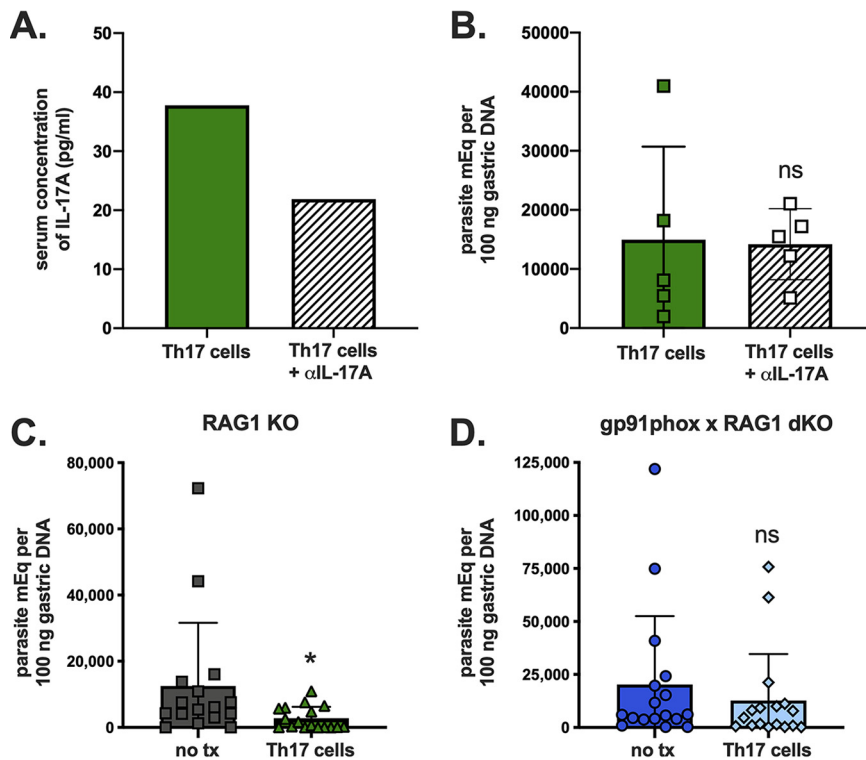 A.
serum concentration
of IL-17A (pg/ml)
50
40
30
20
10
0
Th17 cells
Th17 cells
+ αIL-17A
B.
parasite mEq per
100 ng gastric DNA
50000
40000
30000
20000
10000
0
ns
Th17 cells
Th17 cells
+ αIL-17A
C.
RAG1 KO
parasite mEq per
100 ng gastric DNA
80,000
60,000
40,000
20,000
0
*
no tx
Th17 cells
D.
gp91phox x RAG1 dKO
parasite mEq per
100 ng gastric DNA
125,000
100,000
75,000
50,000
25,000
0
ns
no tx
Th17 cells